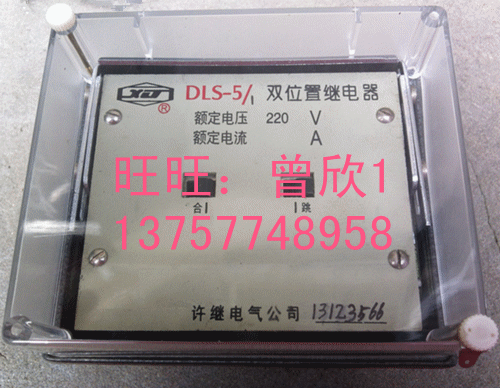 XJ DLS-5/1 双位置继电器
®
额定电压 220 V
额定电流 A
旺旺：曾欣1
合 跳
13757748958
许继电气公司 13123566